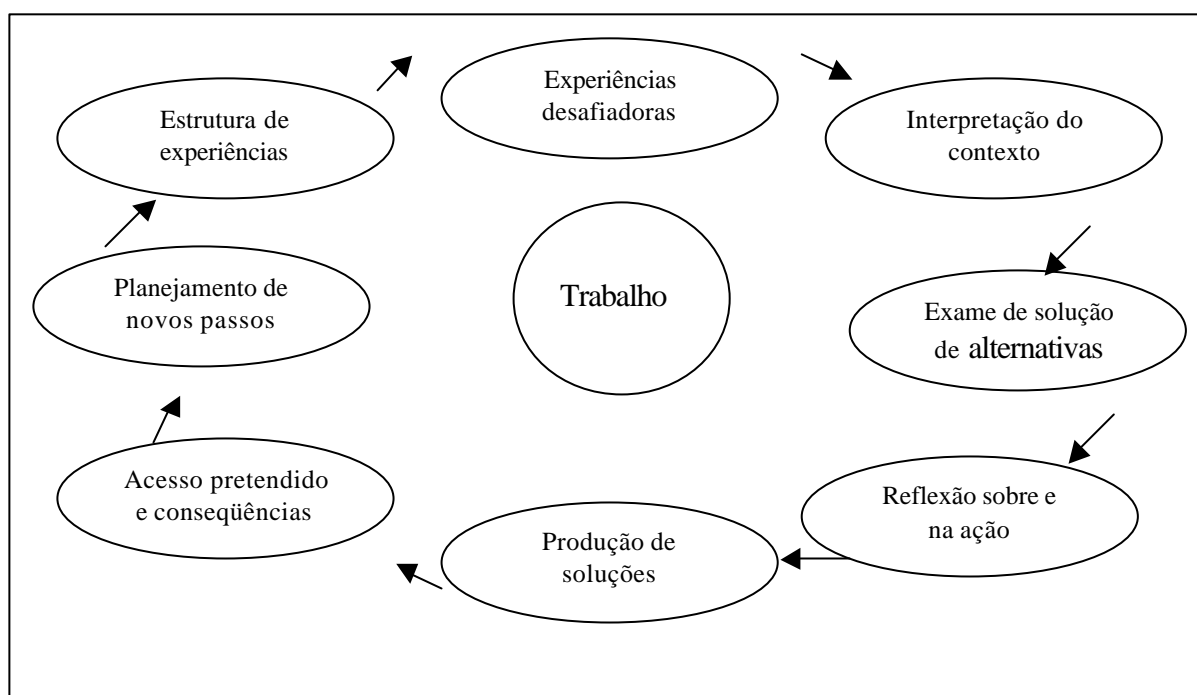 Experiências
desafiadoras
Interpretação do
contexto
Exame de solução
de alternativas
Reflexão sobre e
na ação
Produção de
soluções
Acesso pretendido
e conseqüências
Planejamento de
novos passos
Estrutura de
experiências
Trabalho